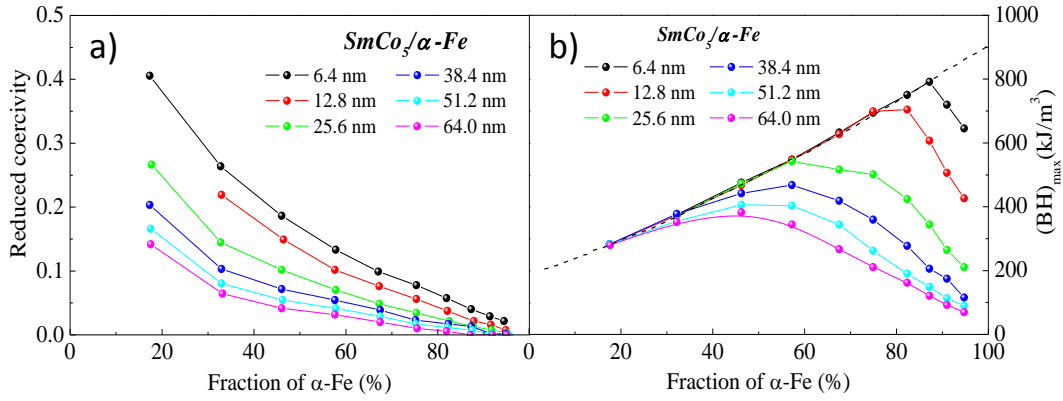 a)
SmCo₅/α-Fe
6.4 nm
12.8 nm
25.6 nm
38.4 nm
51.2 nm
64.0 nm
Reduced coercivity
0.5
0.4
0.3
0.2
0.1
0.0
0 20 40 60 80
Fraction of α-Fe (%)
b)
SmCo₅/α-Fe
6.4 nm
12.8 nm
25.6 nm
38.4 nm
51.2 nm
64.0 nm
1000
800
600
400
200
0
(BH)max(kJ/m³)
0 20 40 60 80 100
Fraction of α-Fe (%)